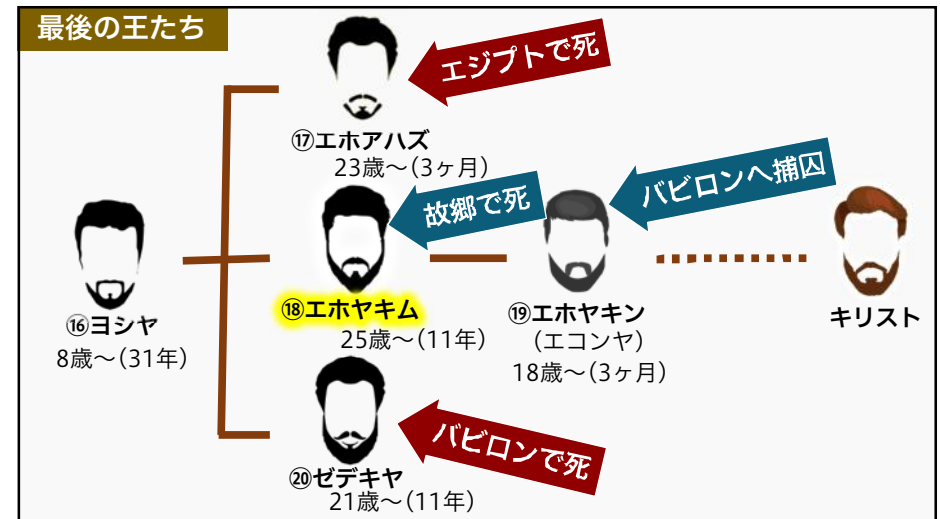 最後の王たち
エジプトで死
⑰エホアハズ
23歳～(3ヶ月)
故郷で死
バビロンへ捕囚
⑯ヨシヤ
8歳～(31年)
⑱エホヤキム
25歳～(11年)
⑲エホヤキン
(エコンヤ)
18歳～(3ヶ月)
キリスト
バビロンで死
⑳ゼデキヤ
21歳～(11年)